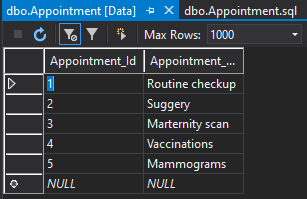 dbo.Appointment [Data] dbo.Appointment.sql
Max Rows: 1000
Appointment_Id Appointment_...
1 Routine checkup
2 Suggery
3 Marternity scan
4 Vaccinations
5 Mammograms
NULL NULL